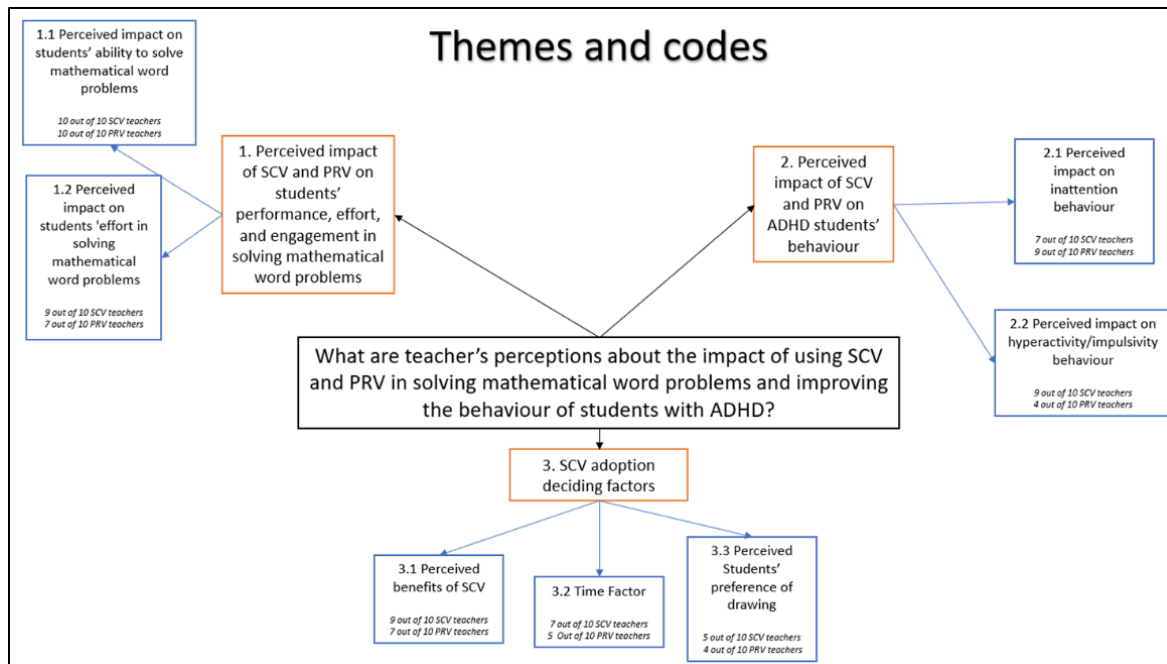 Themes and codes
1.1 Perceived impact on
students’ ability to solve
mathematical word
problems
10 out of 10 SCV teachers
10 out of 10 PRV teachers
1.2 Perceived
impact on
students 'effort in
solving
mathematical
word problems
9 out of 10 SCV teachers
7 out of 10 PRV teachers
1. Perceived impact
of SCV and PRV on
students’
performance, effort,
and engagement in
solving mathematical
word problems
2. Perceived
impact of SCV
and PRV on
ADHD students’
behaviour
2.1 Perceived
impact on
inattention
behaviour
7 out of 10 SCV teachers
9 out of 10 PRV teachers
2.2 Perceived impact on
hyperactivity/impulsivity
behaviour
9 out of 10 SCV teachers
4 out of 10 PRV teachers
What are teacher’s perceptions about the impact of using SCV
and PRV in solving mathematical word problems and improving
the behaviour of students with ADHD?
3. SCV adoption
deciding factors
3.1 Perceived
benefits of SCV
9 out of 10 SCV teachers
7 out of 10 PRV teachers
3.2 Time Factor
7 out of 10 SCV teachers
5 Out of 10 PRV teachers
3.3 Perceived
Students’
preference of
drawing
5 out of 10 SCV teachers
4 out of 10 PRV teachers